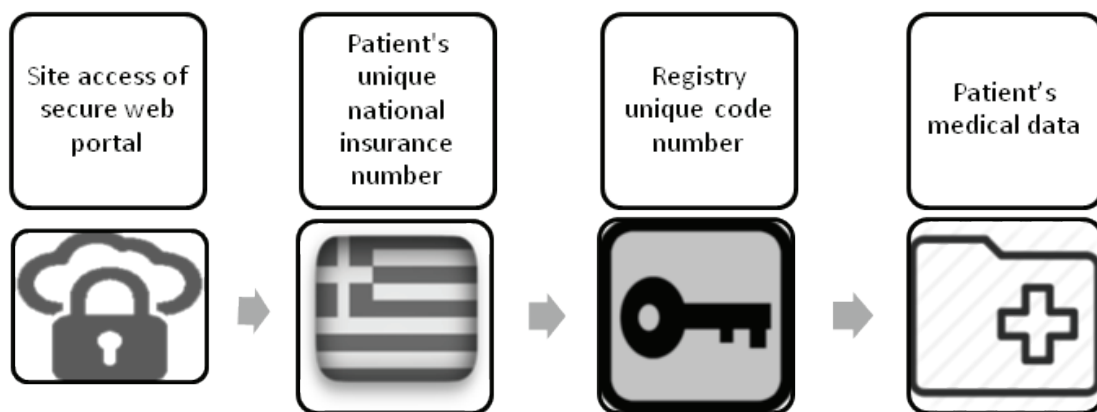 Site access of
secure web
portal
Patient's
unique
national
insurance
number
Registry
unique code
number
Patient’s
medical data